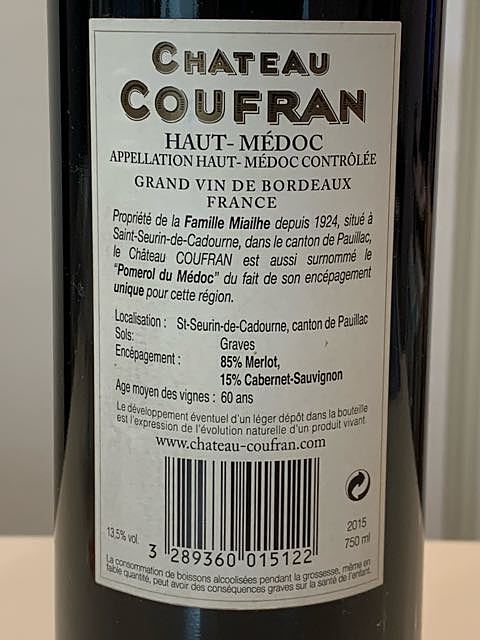 CHATEAU
COUFRAN
HAUT-MÉDOC
APPELLATION HAUT-MÉDOC CONTRÔLÉE
GRAND VIN DE BORDEAUX
FRANCE
Propriété de la Famille Miailhe depuis 1924, situé à
Saint-Seurin-de-Cadourne, dans le canton de Pauillac,
le Château COUFRAN est aussi surnommé le
"Pomerol du Médoc" du fait de son encépagement
unique pour cette région.
Localisation : St-Seurin-de-Cadourne, canton de Pauillac
Sols: Graves
Encépagement : 85% Merlot,
15% Cabernet-Sauvignon
Age moyen des vignes : 60 ans
Le développement éventuel d'un léger dépôt dans la bouteille
est l'expression de l'évolution naturelle d'un produit vivant.
www.chateau-coufran.com
13,5% vol.
3 289360 015122
2015
750 ml
La consommation de boissons alcoolisées pendant la grossesse, même en
faible quantité, peut avoir des conséquences graves sur la santé de l'enfant.